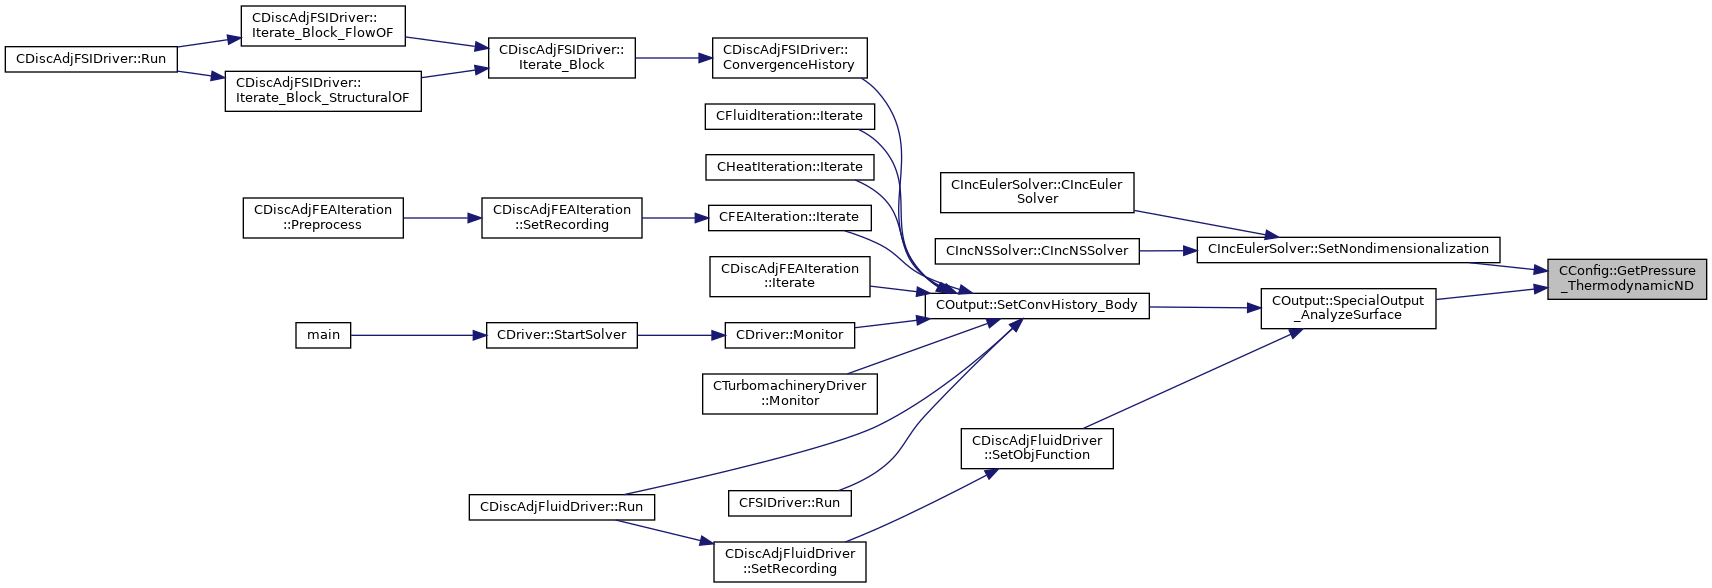 CDiscAdjFSIDriver::Run
CDiscAdjFSIDriver::
Iterate_Block_FlowOF
CDiscAdjFSIDriver::
Iterate_Block_StructuralOF
CDiscAdjFSIDriver::
Iterate_Block
CDiscAdjFSIDriver::
ConvergenceHistory
CFluidIteration::Iterate
CHeatIteration::Iterate
CDiscAdjFEAIteration
::Preprocess
CDiscAdjFEAIteration
::SetRecording
CFEAIteration::Iterate
CDiscAdjFEAIteration
::Iterate
main
CDriver::StartSolver
CDriver::Monitor
CTurbomachineryDriver
::Monitor
CDiscAdjFluidDriver::Run
CFSIDriver::Run
CDiscAdjFluidDriver
::SetRecording
CIncEulerSolver::CIncEuler
Solver
CIncNSSolver::CIncNSSolver
COutput::SetConvHistory_Body
CDiscAdjFluidDriver
::SetObjFunction
CIncEulerSolver::SetNondimensionalization
COutput::SpecialOutput
_AnalyzeSurface
CConfig::GetPressure
_ThermodynamicND